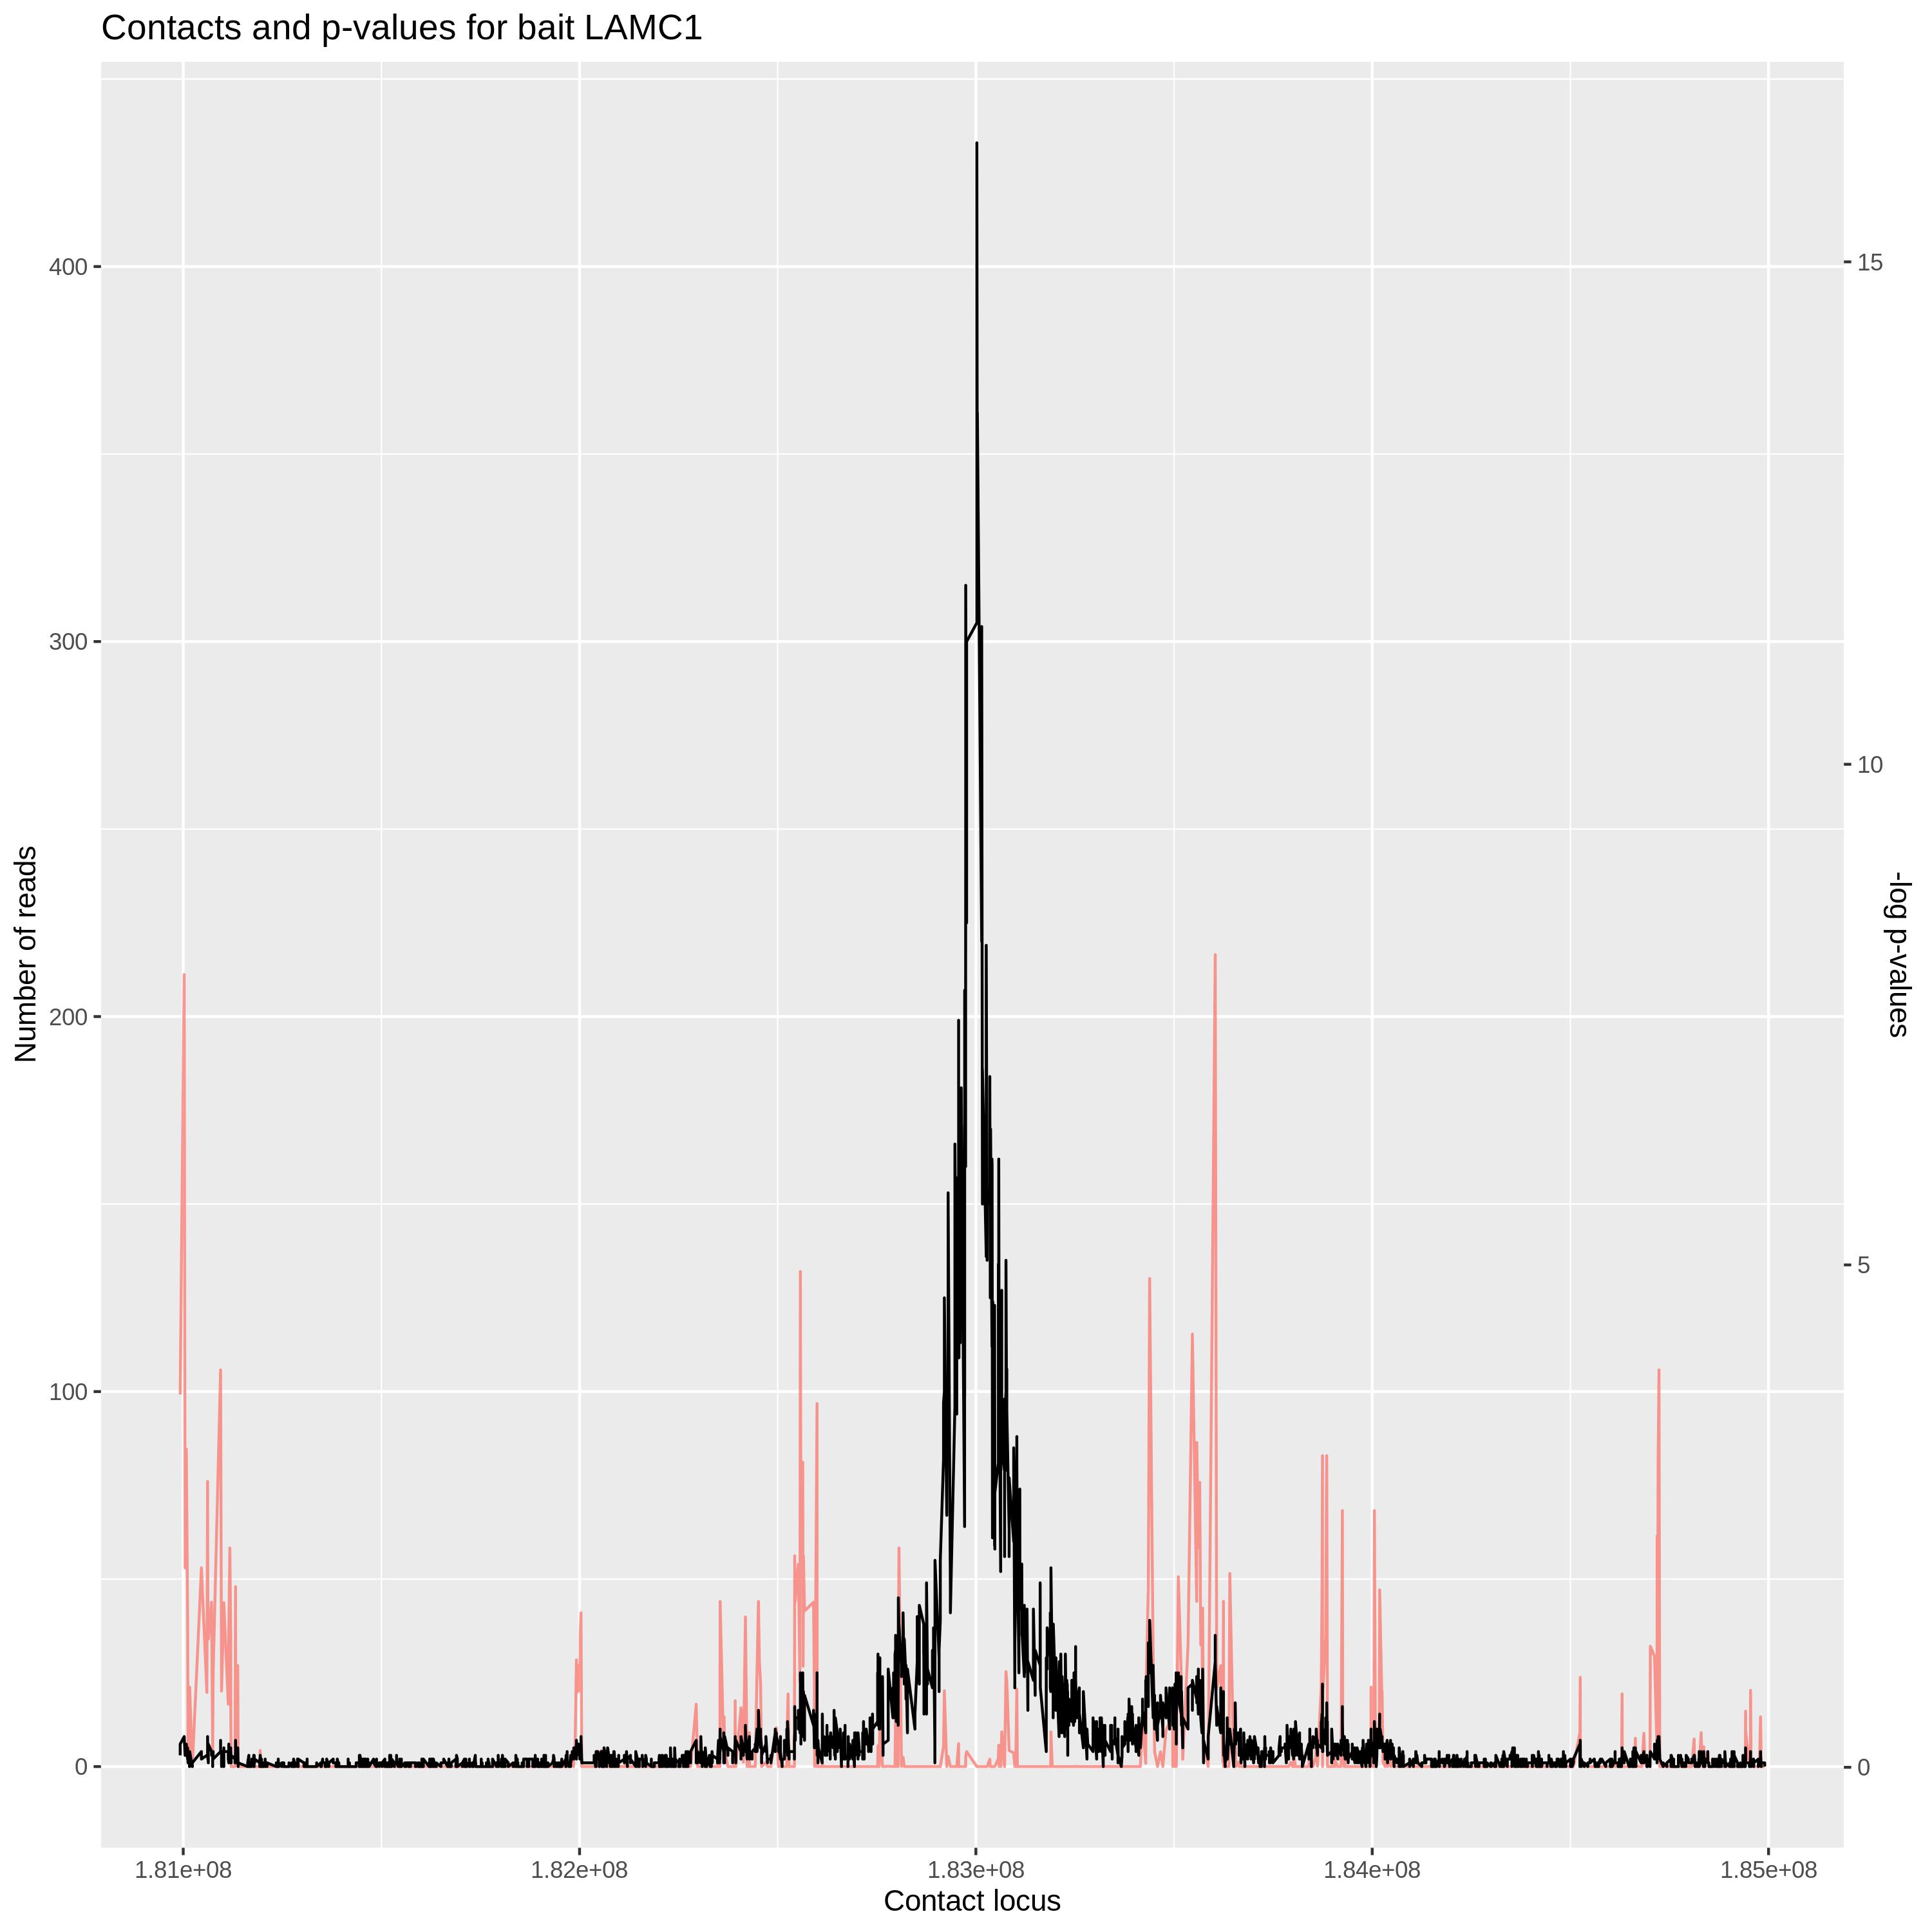 Contacts and p-values for bait LAMC1
400
300
200
100
0
15
10
5
0
Number of reads
-log p-values
1.81e+08
1.82e+08
1.83e+08
1.84e+08
1.85e+08
Contact locus